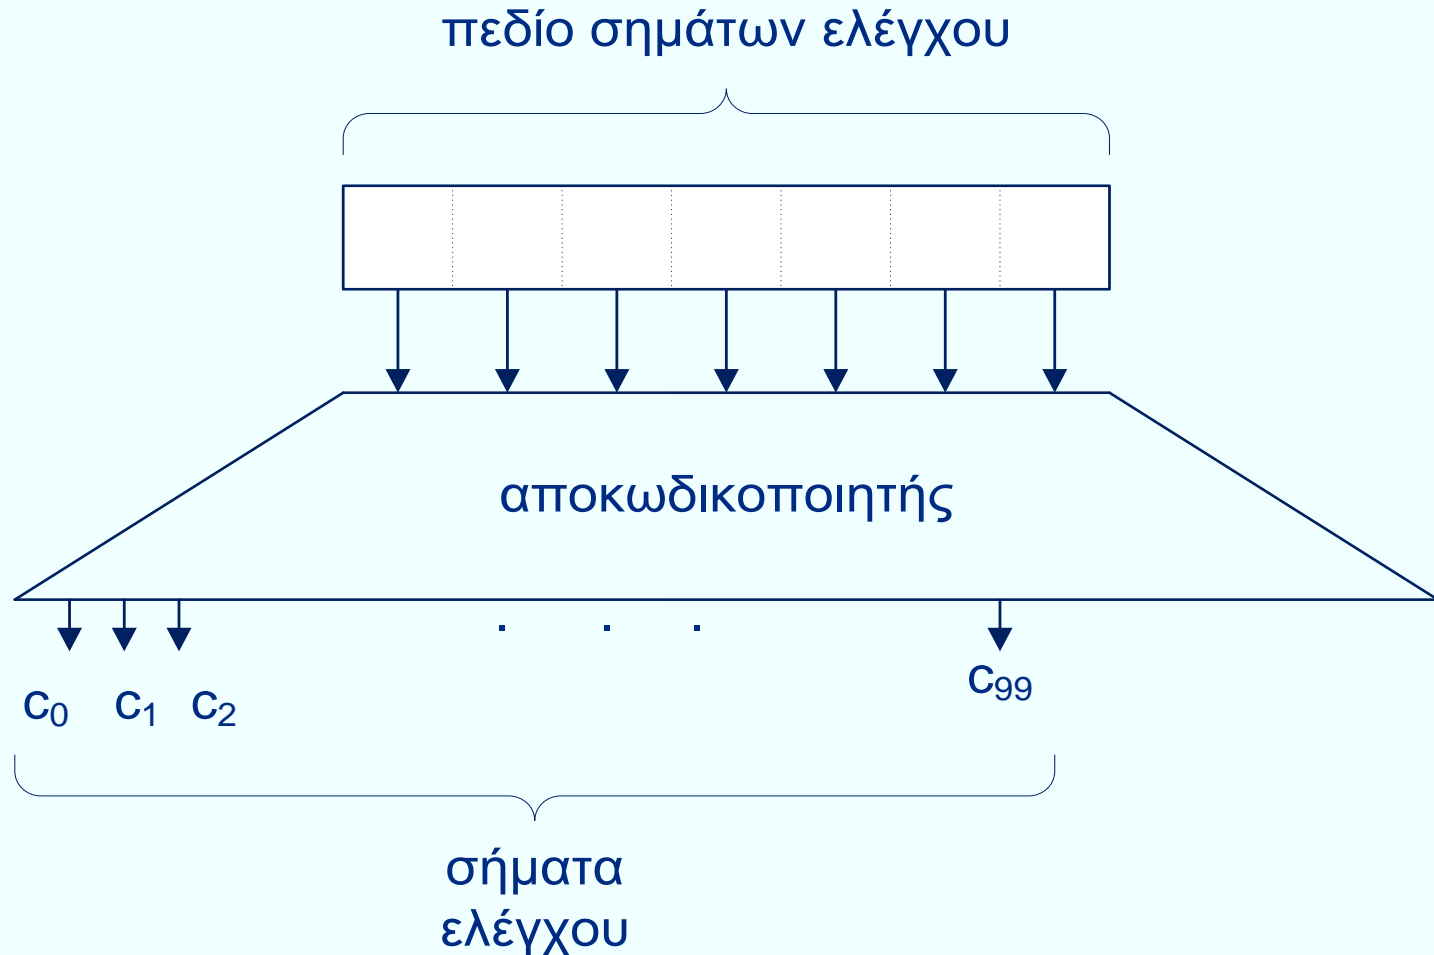 πεδίο σημάτων ελέγχου
αποκωδικοποιητής
. . .
c₀ c₁ c₂ c₉₉
σήματα
ελέγχου